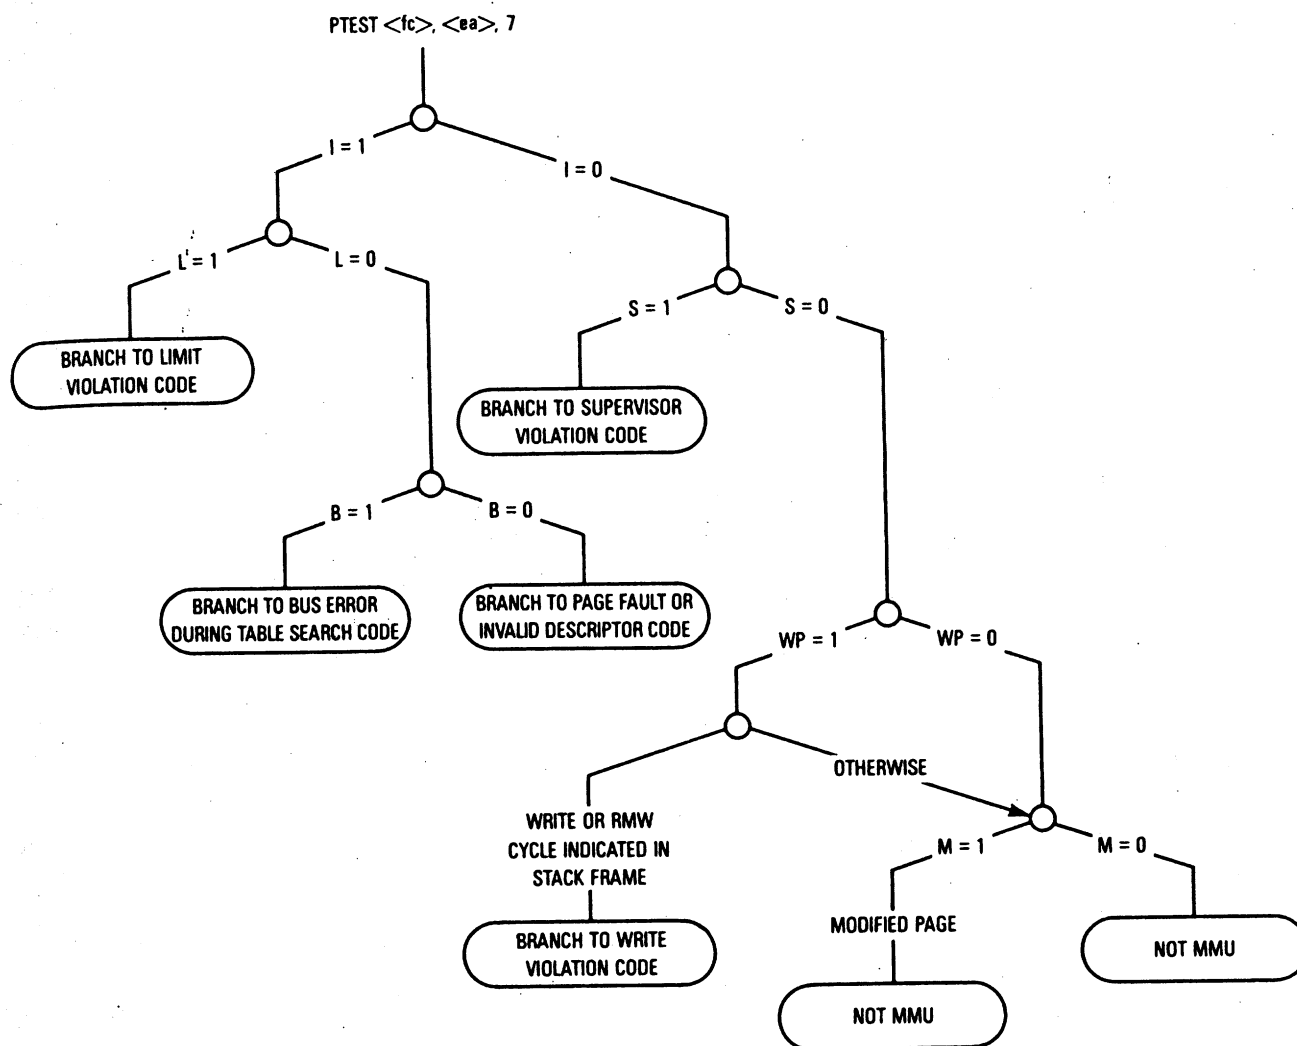 PTEST <fc>, <ea>, 7
I = 1
I = 0
L = 1
L = 0
S = 1
S = 0
BRANCH TO LIMIT
VIOLATION CODE
BRANCH TO SUPERVISOR
VIOLATION CODE
B = 1
B = 0
BRANCH TO BUS ERROR
DURING TABLE SEARCH CODE
BRANCH TO PAGE FAULT OR
INVALID DESCRIPTOR CODE
WP = 1
WP = 0
OTHERWISE
WRITE OR RMW
CYCLE INDICATED IN
STACK FRAME
M = 1
M = 0
MODIFIED PAGE
BRANCH TO WRITE
VIOLATION CODE
NOT MMU
NOT MMU